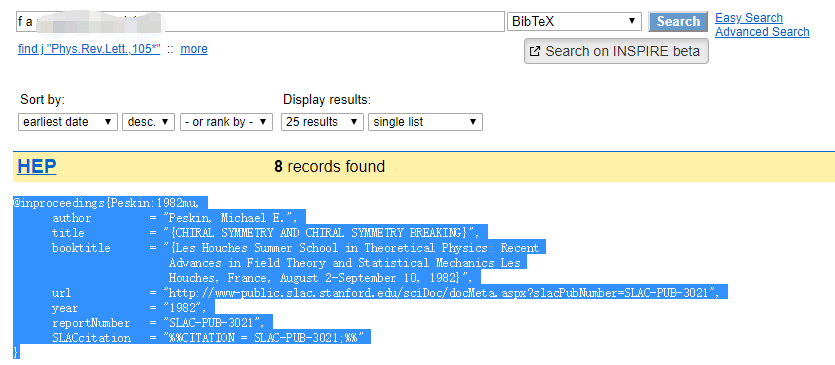 f a
BibTeX
Search
Easy Search
Advanced Search
find j "Phys.Rev.Lett.,105*" :: more
Search on INSPIRE beta
Sort by:
Display results:
earliest date
desc.
- or rank by -
25 results
single list
HEP
8 records found
@inproceedings{Peskin:1982mu,
author = "Peskin, Michael E.",
title = "{CHIRAL SYMMETRY AND CHIRAL SYMMETRY BREAKING}",
booktitle = "{Les Houches Summer School in Theoretical Physics: Recent
Advances in Field Theory and Statistical Mechanics Les
Houches, France, August 2-September 10, 1982}",
url = "http://www-public.slac.stanford.edu/sciDoc/docMeta.aspx?slacPubNumber=SLAC-PUB-3021",
year = "1982",
reportNumber = "SLAC-PUB-3021",
SLACcitation = "%%CITATION = SLAC-PUB-3021;%%"
}